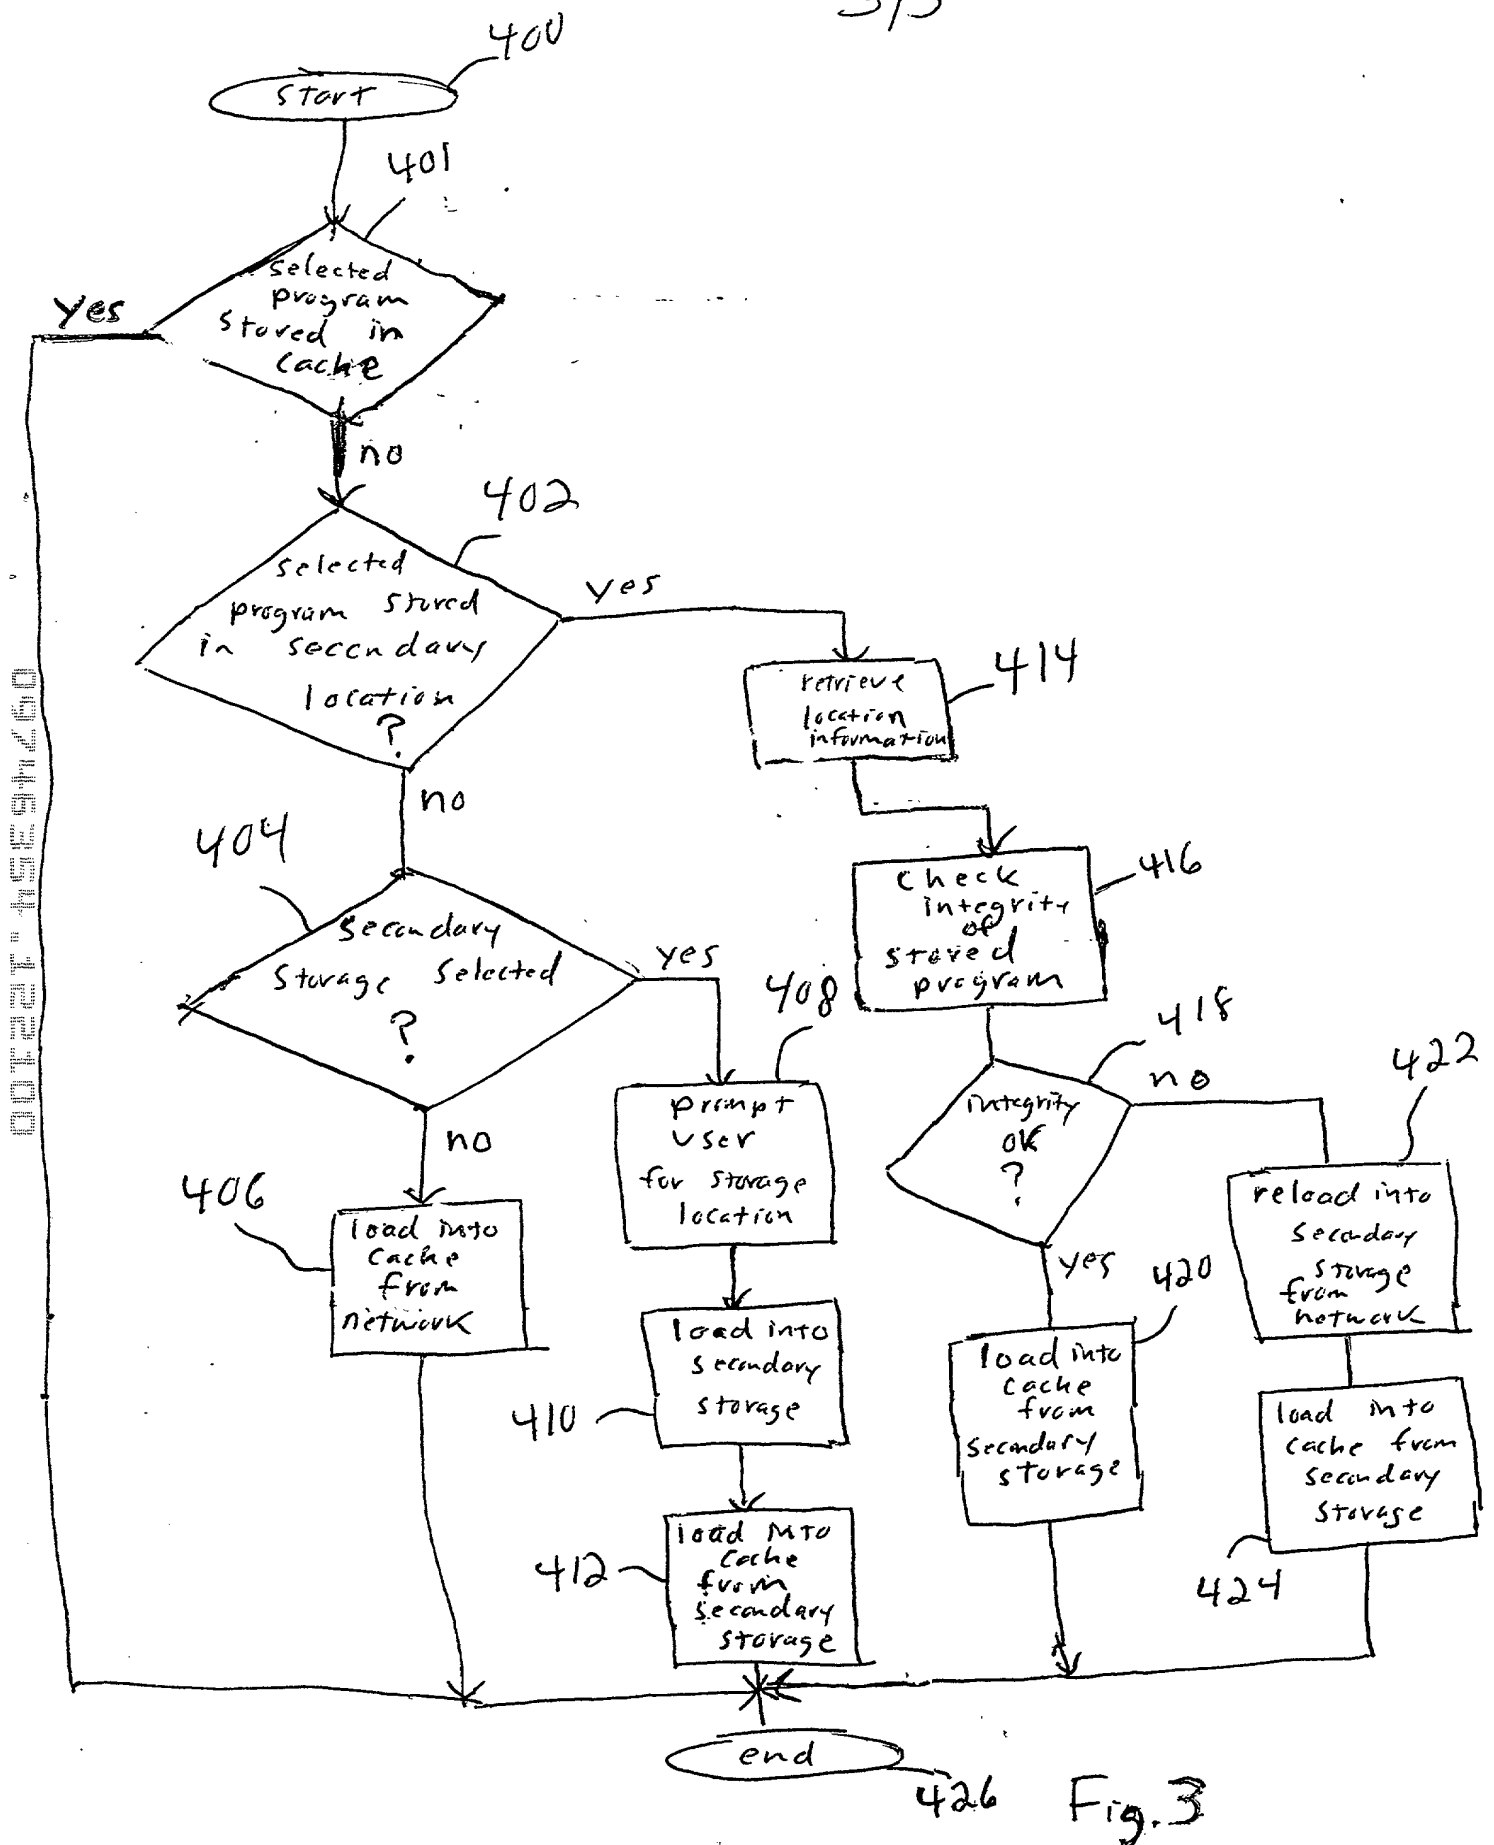 3/3
400
start
401
selected
program
stored in
cache
yes
no
402
selected
program stored
in secondary
location
?
yes
414
retrieve
location
information
no
404
secondary
storage selected
?
yes
416
check
integrity
of
stored
program
408
prompt
user
for storage
location
418
integrity
ok
?
no
422
reload into
secondary
storage
from
network
no
406
load into
cache
from
network
yes
420
load into
cache
from
secondary
storage
410
load into
secondary
storage
load into
cache from
secondary
storage
424
412
load into
cache
from
secondary
storage
end
426
Fig. 3
09746354.122100